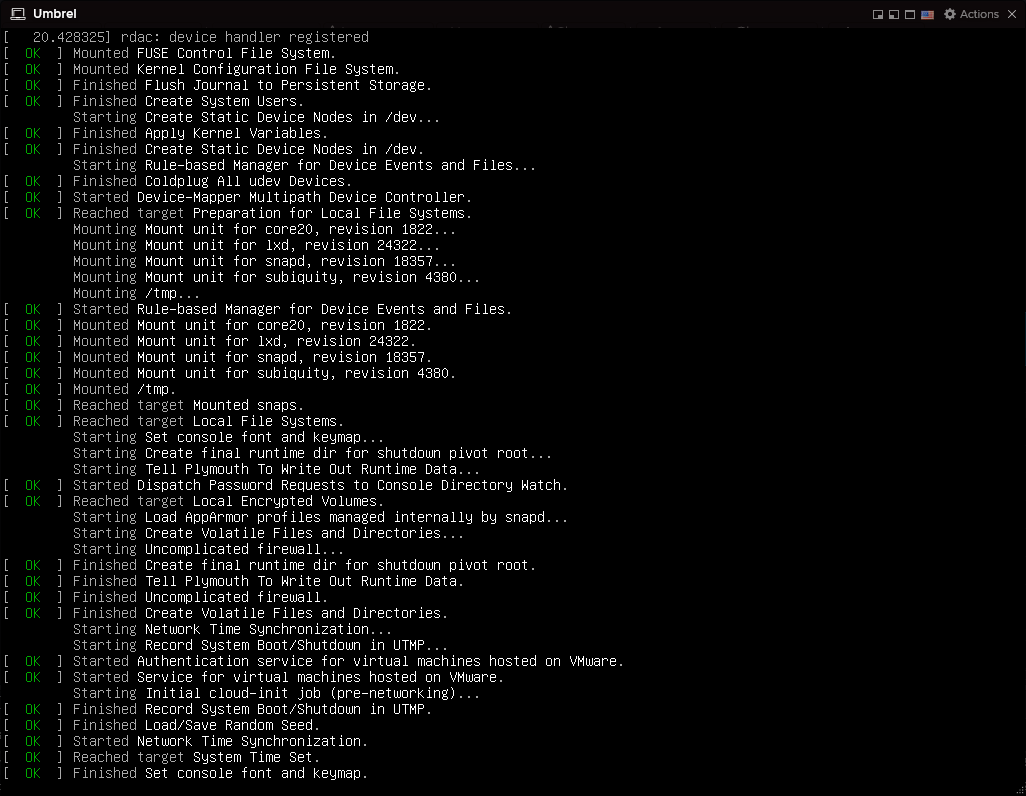 Umbrel
Actions
[   20.428325] rdac: device handler registered
[  OK  ] Mounted FUSE Control File System.
[  OK  ] Mounted Kernel Configuration File System.
[  OK  ] Finished Flush Journal to Persistent Storage.
[  OK  ] Finished Create System Users.
Starting Create Static Device Nodes in /dev...
[  OK  ] Finished Apply Kernel Variables.
[  OK  ] Finished Create Static Device Nodes in /dev.
Starting Rule-based Manager for Device Events and Files...
[  OK  ] Finished Coldplug All udev Devices.
[  OK  ] Started Device-Mapper Multipath Device Controller.
[  OK  ] Reached target Preparation for Local File Systems.
Mounting Mount unit for core20, revision 1822...
Mounting Mount unit for lxd, revision 24322...
Mounting Mount unit for snapd, revision 18357...
Mounting Mount unit for subiquity, revision 4380...
Mounting /tmp...
[  OK  ] Started Rule-based Manager for Device Events and Files.
[  OK  ] Mounted Mount unit for core20, revision 1822.
[  OK  ] Mounted Mount unit for lxd, revision 24322.
[  OK  ] Mounted Mount unit for snapd, revision 18357.
[  OK  ] Mounted Mount unit for subiquity, revision 4380.
[  OK  ] Mounted /tmp.
[  OK  ] Reached target Mounted snaps.
[  OK  ] Reached target Local File Systems.
Starting Set console font and keymap...
Starting Create final runtime dir for shutdown pivot root...
Starting Tell Plymouth To Write Out Runtime Data...
[  OK  ] Started Dispatch Password Requests to Console Directory Watch.
[  OK  ] Reached target Local Encrypted Volumes.
Starting Load AppArmor profiles managed internally by snapd...
Starting Create Volatile Files and Directories...
Starting Uncomplicated firewall...
[  OK  ] Finished Create final runtime dir for shutdown pivot root.
[  OK  ] Finished Tell Plymouth To Write Out Runtime Data.
[  OK  ] Finished Uncomplicated firewall.
[  OK  ] Finished Create Volatile Files and Directories.
Starting Network Time Synchronization...
Starting Record System Boot/Shutdown in UTMP...
[  OK  ] Started Authentication service for virtual machines hosted on VMware.
[  OK  ] Started Service for virtual machines hosted on VMware.
Starting Initial cloud-init job (pre-networking)...
[  OK  ] Finished Record System Boot/Shutdown in UTMP.
[  OK  ] Finished Load/Save Random Seed.
[  OK  ] Started Network Time Synchronization.
[  OK  ] Reached target System Time Set.
[  OK  ] Finished Set console font and keymap.